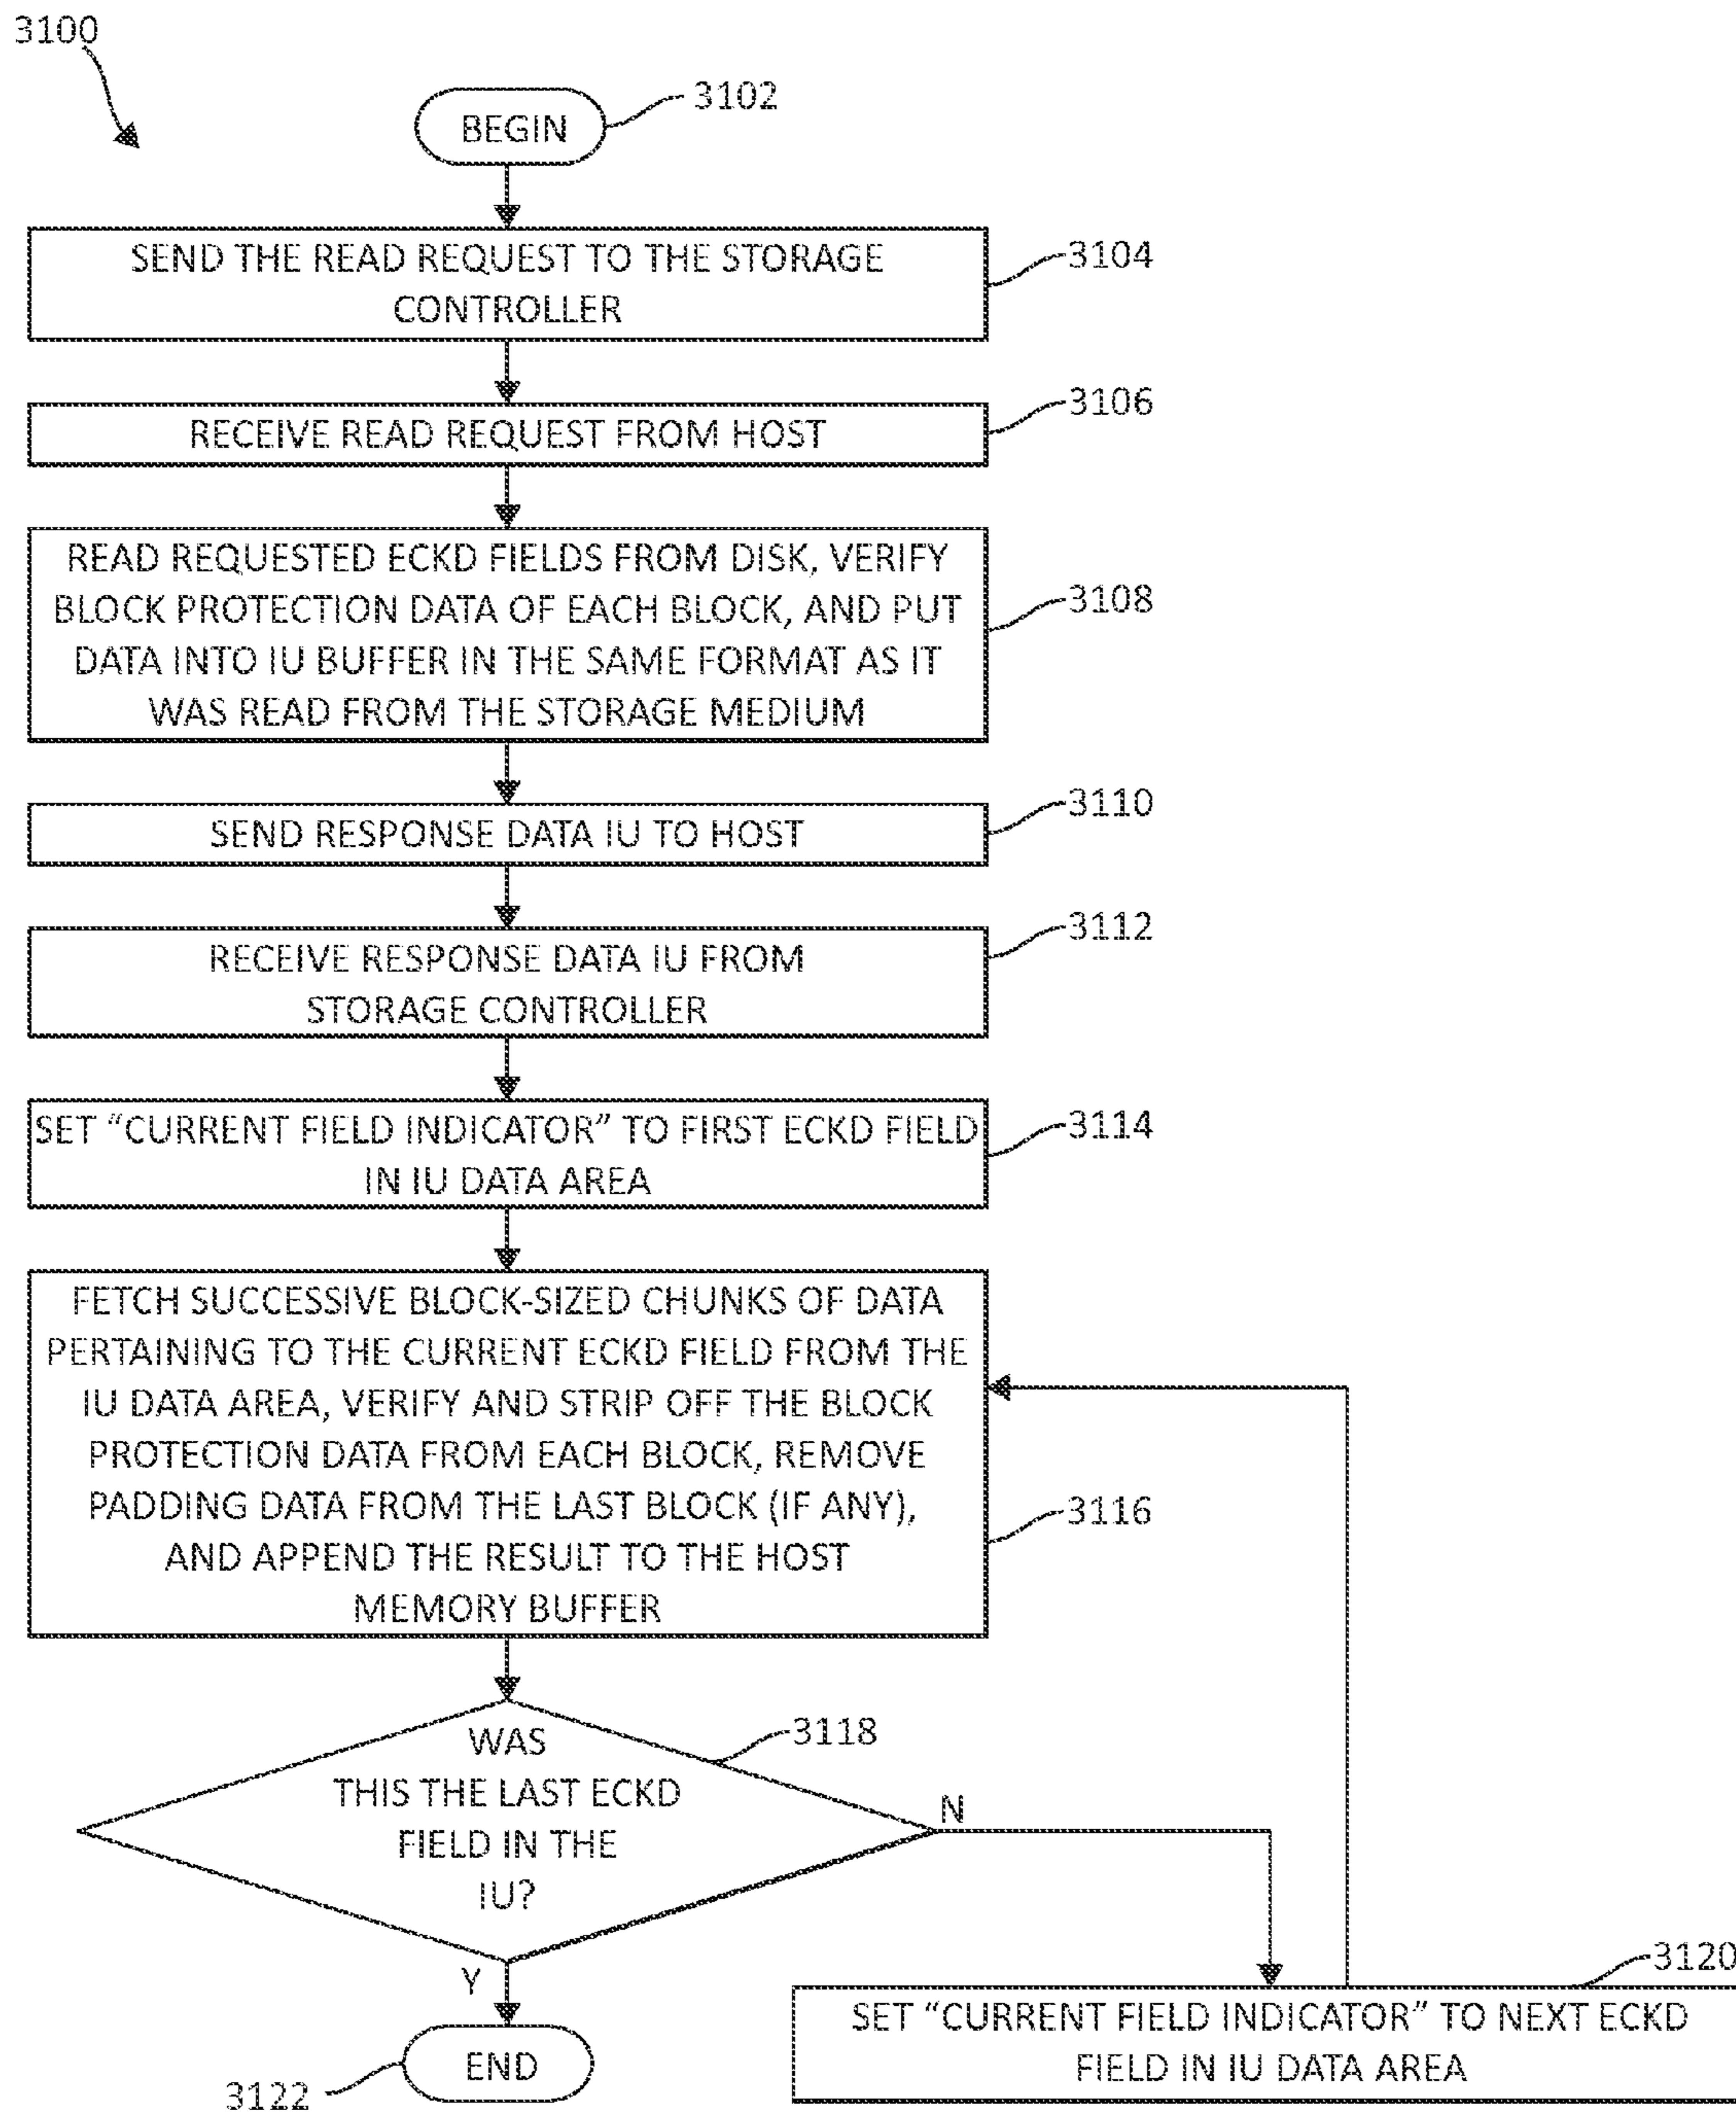 3100
3102
BEGIN
SEND THE READ REQUEST TO THE STORAGE
CONTROLLER
3104
RECEIVE READ REQUEST FROM HOST
3106
READ REQUESTED ECKD FIELDS FROM DISK, VERIFY
BLOCK PROTECTION DATA OF EACH BLOCK, AND PUT
DATA INTO IU BUFFER IN THE SAME FORMAT AS IT
WAS READ FROM THE STORAGE MEDIUM
3108
SEND RESPONSE DATA IU TO HOST
3110
RECEIVE RESPONSE DATA IU FROM
STORAGE CONTROLLER
3112
SET “CURRENT FIELD INDICATOR” TO FIRST ECKD FIELD
IN IU DATA AREA
3114
FETCH SUCCESSIVE BLOCK-SIZED CHUNKS OF DATA
PERTAINING TO THE CURRENT ECKD FIELD FROM THE
IU DATA AREA, VERIFY AND STRIP OFF THE BLOCK
PROTECTION DATA FROM EACH BLOCK, REMOVE
PADDING DATA FROM THE LAST BLOCK (IF ANY),
AND APPEND THE RESULT TO THE HOST
MEMORY BUFFER
3116
WAS
THIS THE LAST ECKD
FIELD IN THE
IU?
3118
N
Y
3120
SET “CURRENT FIELD INDICATOR” TO NEXT ECKD
FIELD IN IU DATA AREA
END
3122